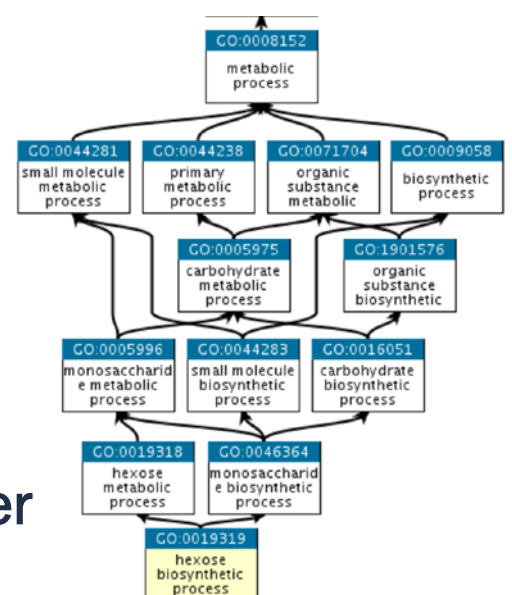 GO:0008152
metabolic
process
GO:0044281
small molecule
metabolic
process
GO:0044238
primary
metabolic
process
GO:0071704
organic
substance
metabolic
GO:0009058
biosynthetic
process
GO:0005975
carbohydrate
metabolic
process
GO:1901576
organic
substance
biosynthetic
GO:0005996
monosaccharid
e metabolic
process
GO:0044283
small molecule
biosynthetic
process
GO:0016051
carbohydrate
biosynthetic
process
GO:0019318
hexose
metabolic
process
GO:0046364
monosaccharid
e biosynthetic
process
er
GO:0019319
hexose
biosynthetic
process